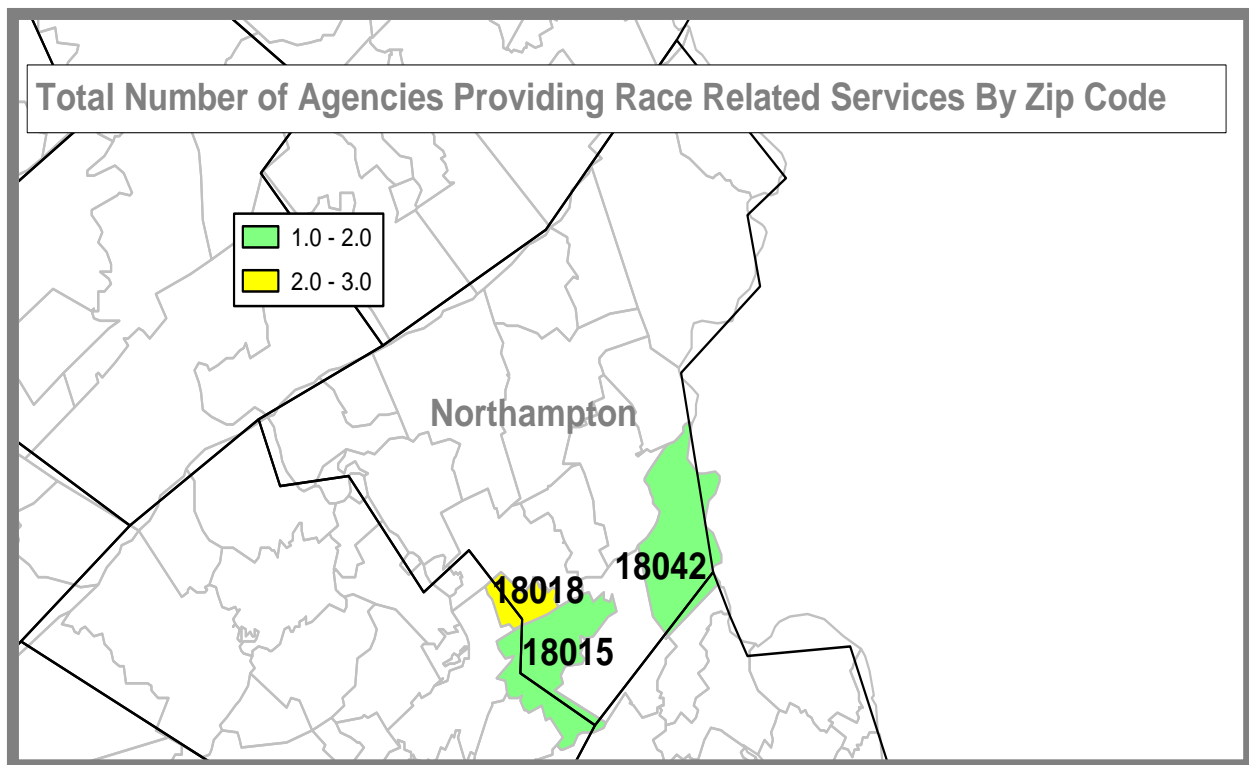 Total Number of Agencies Providing Race Related Services By Zip Code
1.0 - 2.0
2.0 - 3.0
Northampton
18042
18018
18015